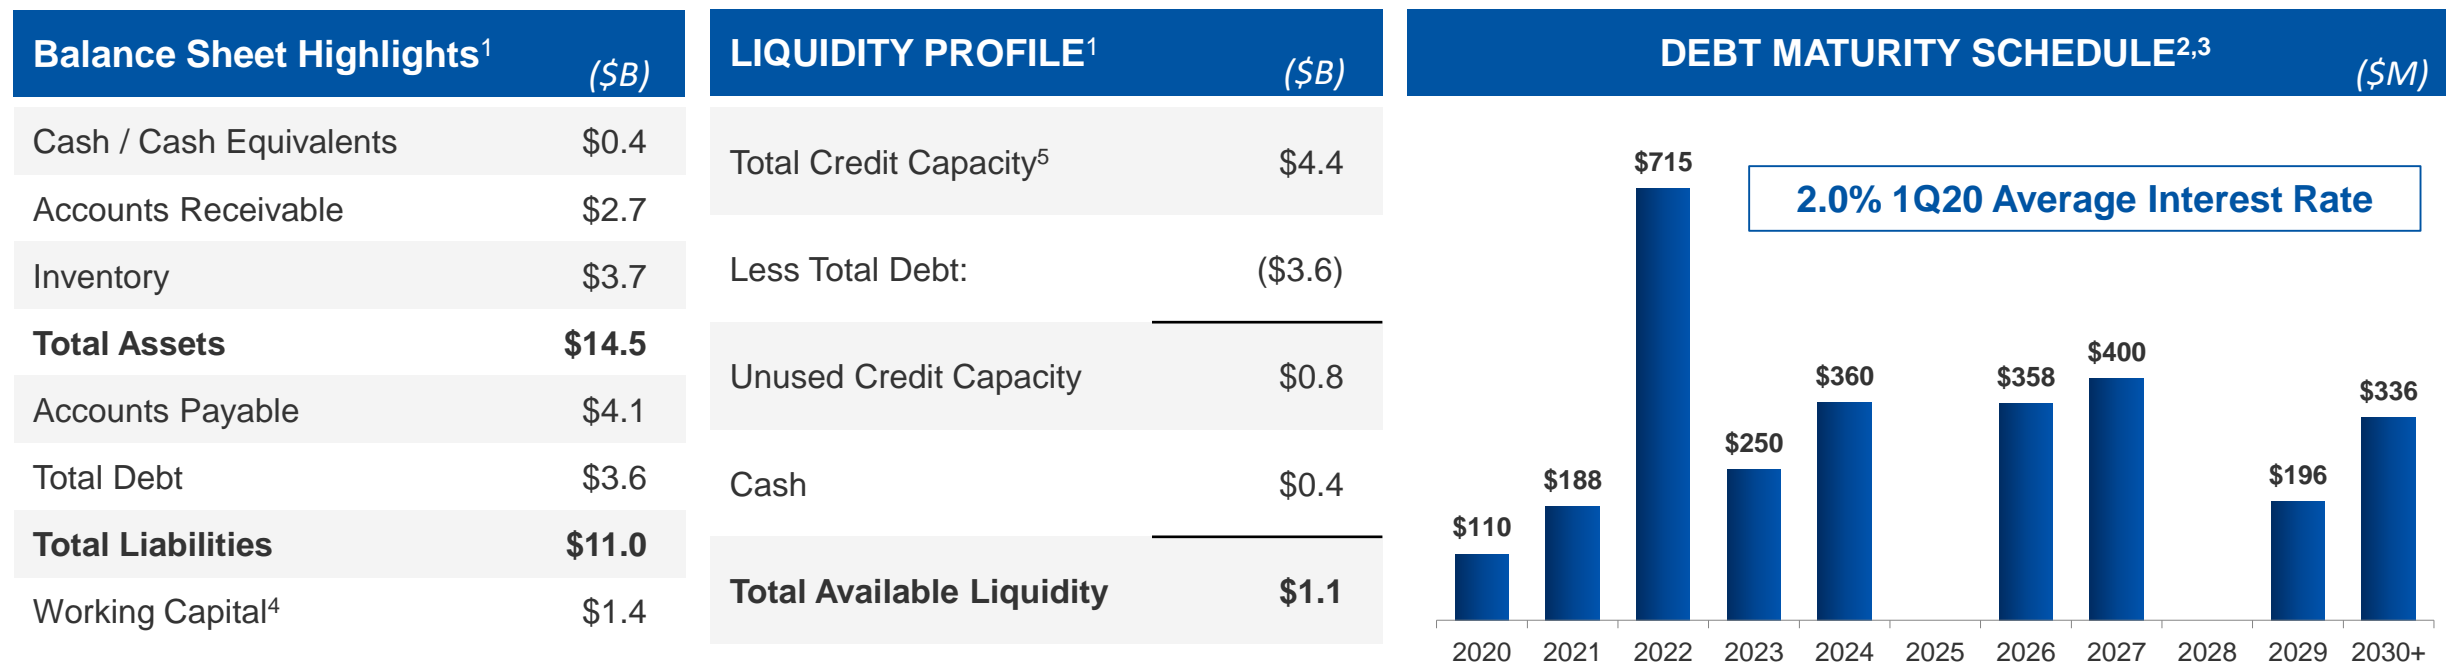 Balance Sheet Highlights¹ ($B)
Cash / Cash Equivalents $0.4
Accounts Receivable $2.7
Inventory $3.7
Total Assets $14.5
Accounts Payable $4.1
Total Debt $3.6
Total Liabilities $11.0
Working Capital⁴ $1.4
LIQUIDITY PROFILE¹ ($B)
Total Credit Capacity⁵ $4.4
Less Total Debt: ($3.6)
Unused Credit Capacity $0.8
Cash $0.4
Total Available Liquidity $1.1
DEBT MATURITY SCHEDULE²,³ ($M)
2.0% 1Q20 Average Interest Rate
$110 $188 $715 $250 $360 $358 $400 $196 $336
2020 2021 2022 2023 2024 2025 2026 2027 2028 2029 2030+